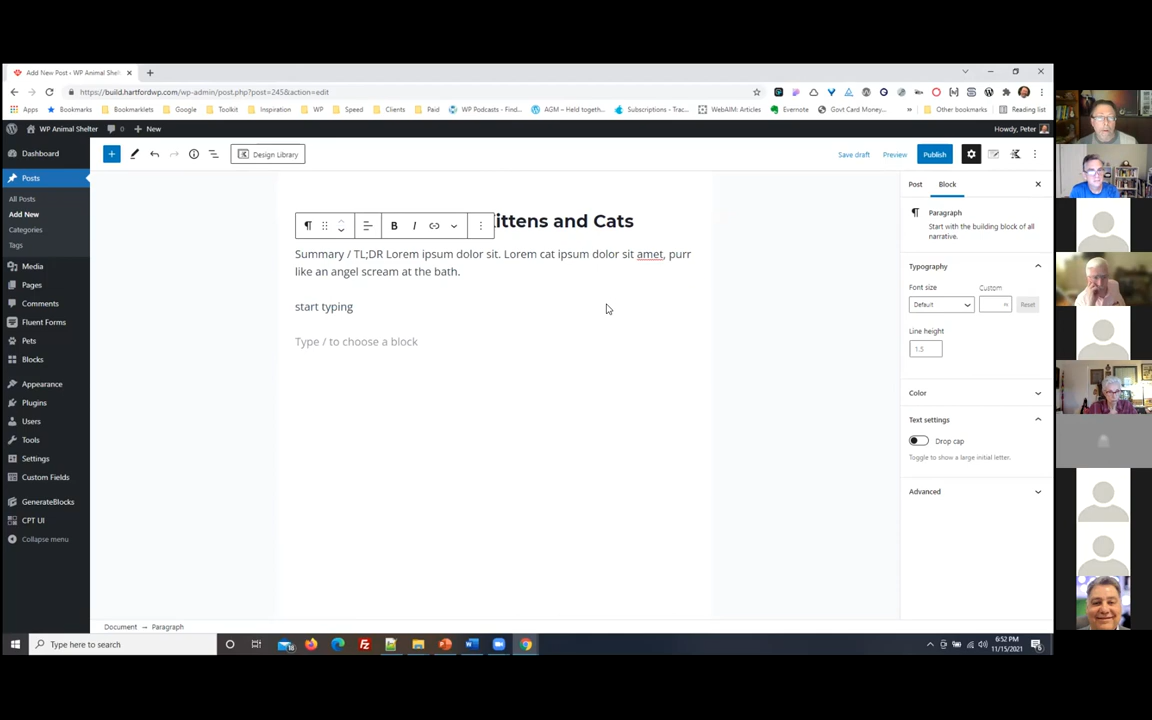 Add New Post ‹ WP Animal Shelt
https://build.hartfordwp.com/wp-admin/post.php?post=245&action=edit
Apps
Bookmarks
Bookmarklets
Google
Toolkit
Inspiration
WP
Speed
Clients
Paid
WP Podcasts - Find...
AGM – Held togeth...
Subscriptions - Trac...
WebAIM: Articles
Evernote
Govt Card Money...
»
Other bookmarks
Reading list
WP Animal Shelter
0
+ New
Howdy, Peter
Dashboard
Posts
All Posts
Add New
Categories
Tags
Media
Pages
Comments
Fluent Forms
Pets
Blocks
Appearance
Plugins
Users
Tools
Settings
Custom Fields
GenerateBlocks
CPT UI
Collapse menu
Design Library
Save draft
Preview
Publish
B
I
ittens and Cats
Summary / TL;DR Lorem ipsum dolor sit. Lorem cat ipsum dolor sit amet, purr
like an angel scream at the bath.
start typing
Type / to choose a block
Post
Block
Paragraph
Start with the building block of all
narrative.
Typography
Font size
Custom
Default
Reset
Line height
1.5
Color
Text settings
Drop cap
Toggle to show a large initial letter.
Advanced
Document → Paragraph
Type here to search
6:52 PM
11/15/2021